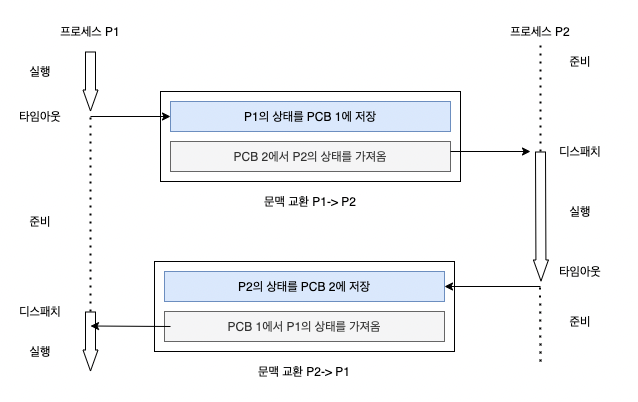 프로세스 P1
프로세스 P2
실행
준비
타임아웃
P1의 상태를 PCB 1에 저장
PCB 2에서 P2의 상태를 가져옴
디스패치
문맥 교환 P1-> P2
준비
실행
타임아웃
P2의 상태를 PCB 2에 저장
디스패치
PCB 1에서 P1의 상태를 가져옴
준비
실행
문맥 교환 P2-> P1